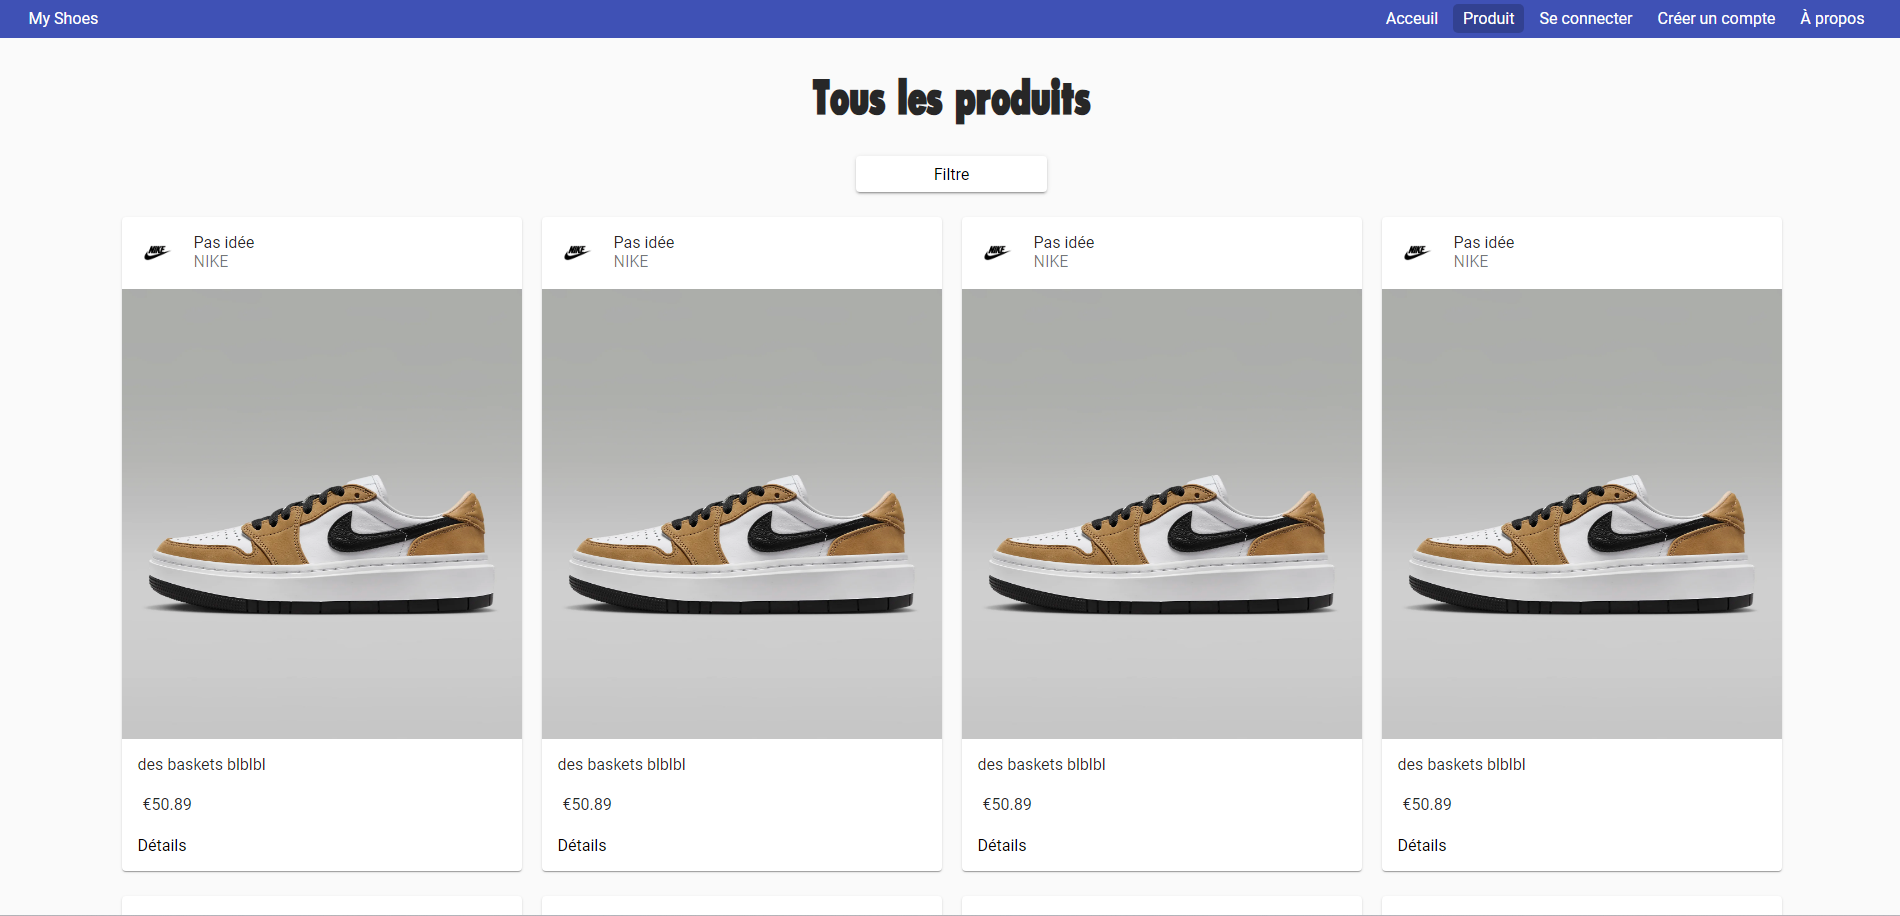 My Shoes Acceuil Produit Se connecter Créer un compte À propos
Tous les produits
Filtre
NIKE Pas idée
NIKE
NIKE Pas idée
NIKE
NIKE Pas idée
NIKE
NIKE Pas idée
NIKE
des baskets blblbl
€50.89
Détails
des baskets blblbl
€50.89
Détails
des baskets blblbl
€50.89
Détails
des baskets blblbl
€50.89
Détails